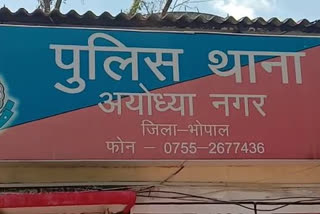 पुलिस थाना
अयोध्या नगर
जिला-भोपाल
फोन - 0755-2677436